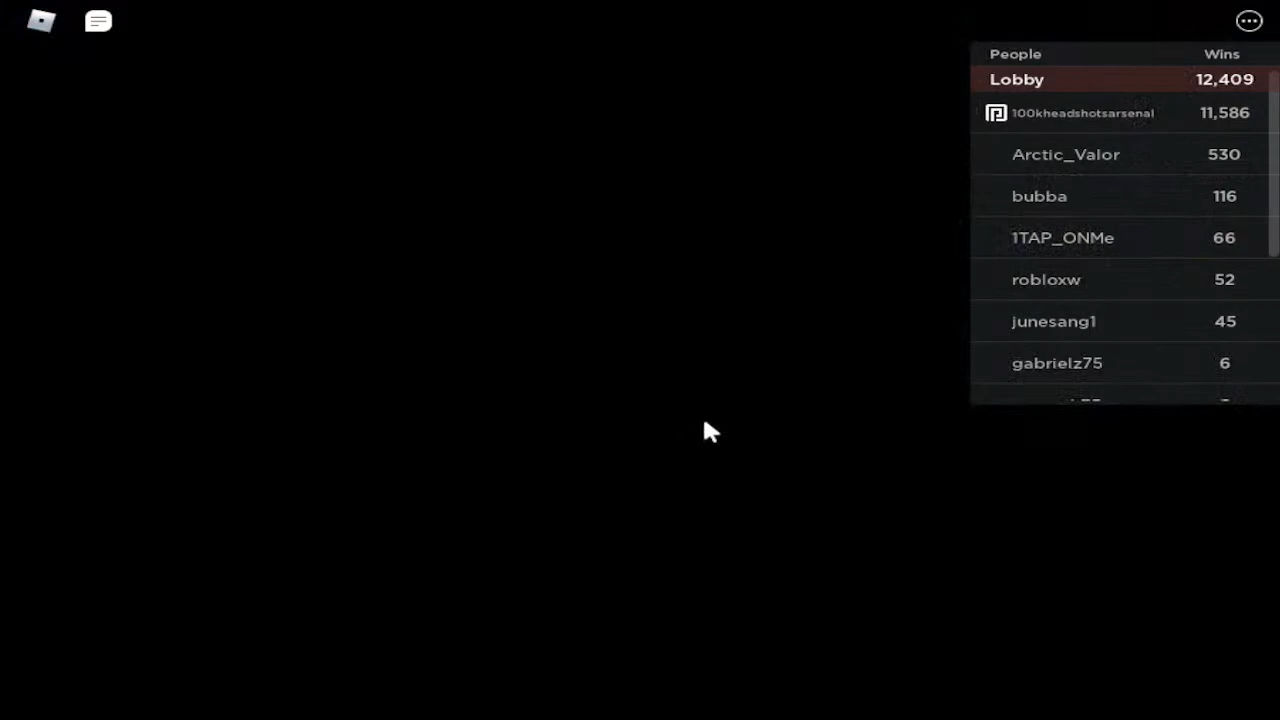 People Wins
Lobby 12,409
100kheadshotsarsenal 11,586
Arctic_Valor 530
bubba 116
1TAP_ONMe 66
robloxw 52
junesang1 45
gabrielz75 6